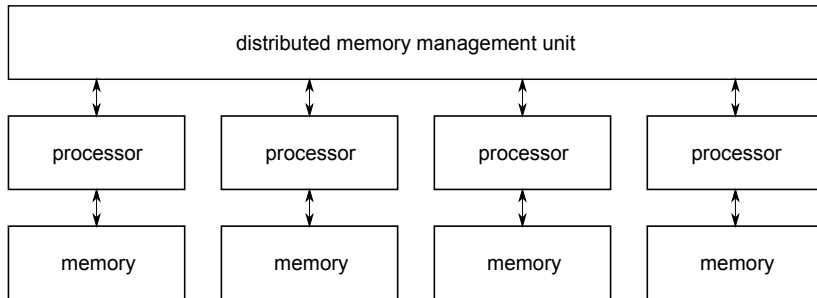 distributed memory management unit
processor
processor
processor
processor
memory
memory
memory
memory